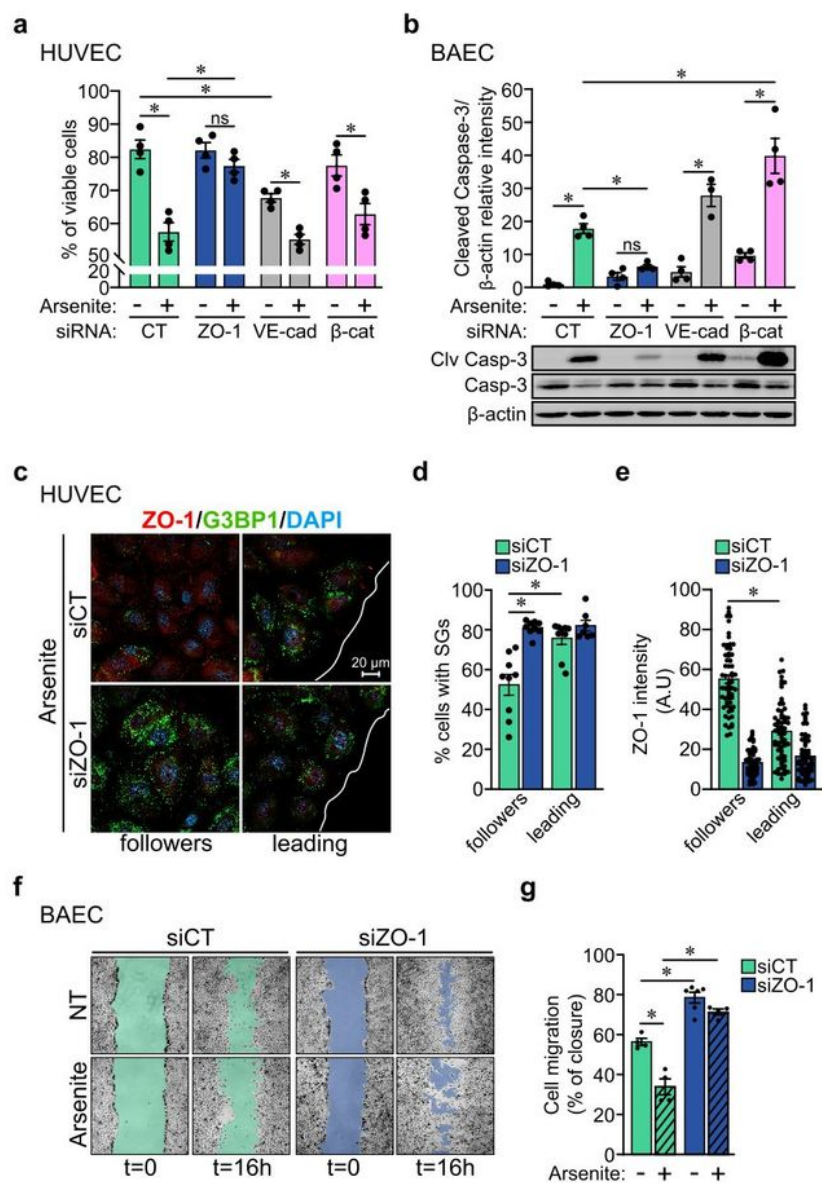 a
HUVEC
% of viable cells
100
90
80
70
60
50
20
0
*
*
*
ns
*
*
Arsenite: - + - + - + - +
siRNA: CT ZO-1 VE-cad β-cat
b
BAEC
Cleaved Caspase-3/
β-actin relative intensity
60
50
40
30
20
10
0
*
*
*
ns
*
*
Arsenite: - + - + - + - +
siRNA: CT ZO-1 VE-cad β-cat
Clv Casp-3
Casp-3
β-actin
c
HUVEC
ZO-1/G3BP1/DAPI
Arsenite
siCT
siZO-1
20 µm
followers leading
d
siCT
siZO-1
% cells with SGs
100
80
60
40
20
0
*
*
followers leading
e
siCT
siZO-1
ZO-1 intensity
(A.U)
100
80
60
40
20
0
*
followers leading
f
BAEC
siCT siZO-1
NT
Arsenite
t=0 t=16h t=0 t=16h
g
siCT
siZO-1
Cell migration
(% of closure)
100
80
60
40
20
0
*
*
*
Arsenite: - + - +